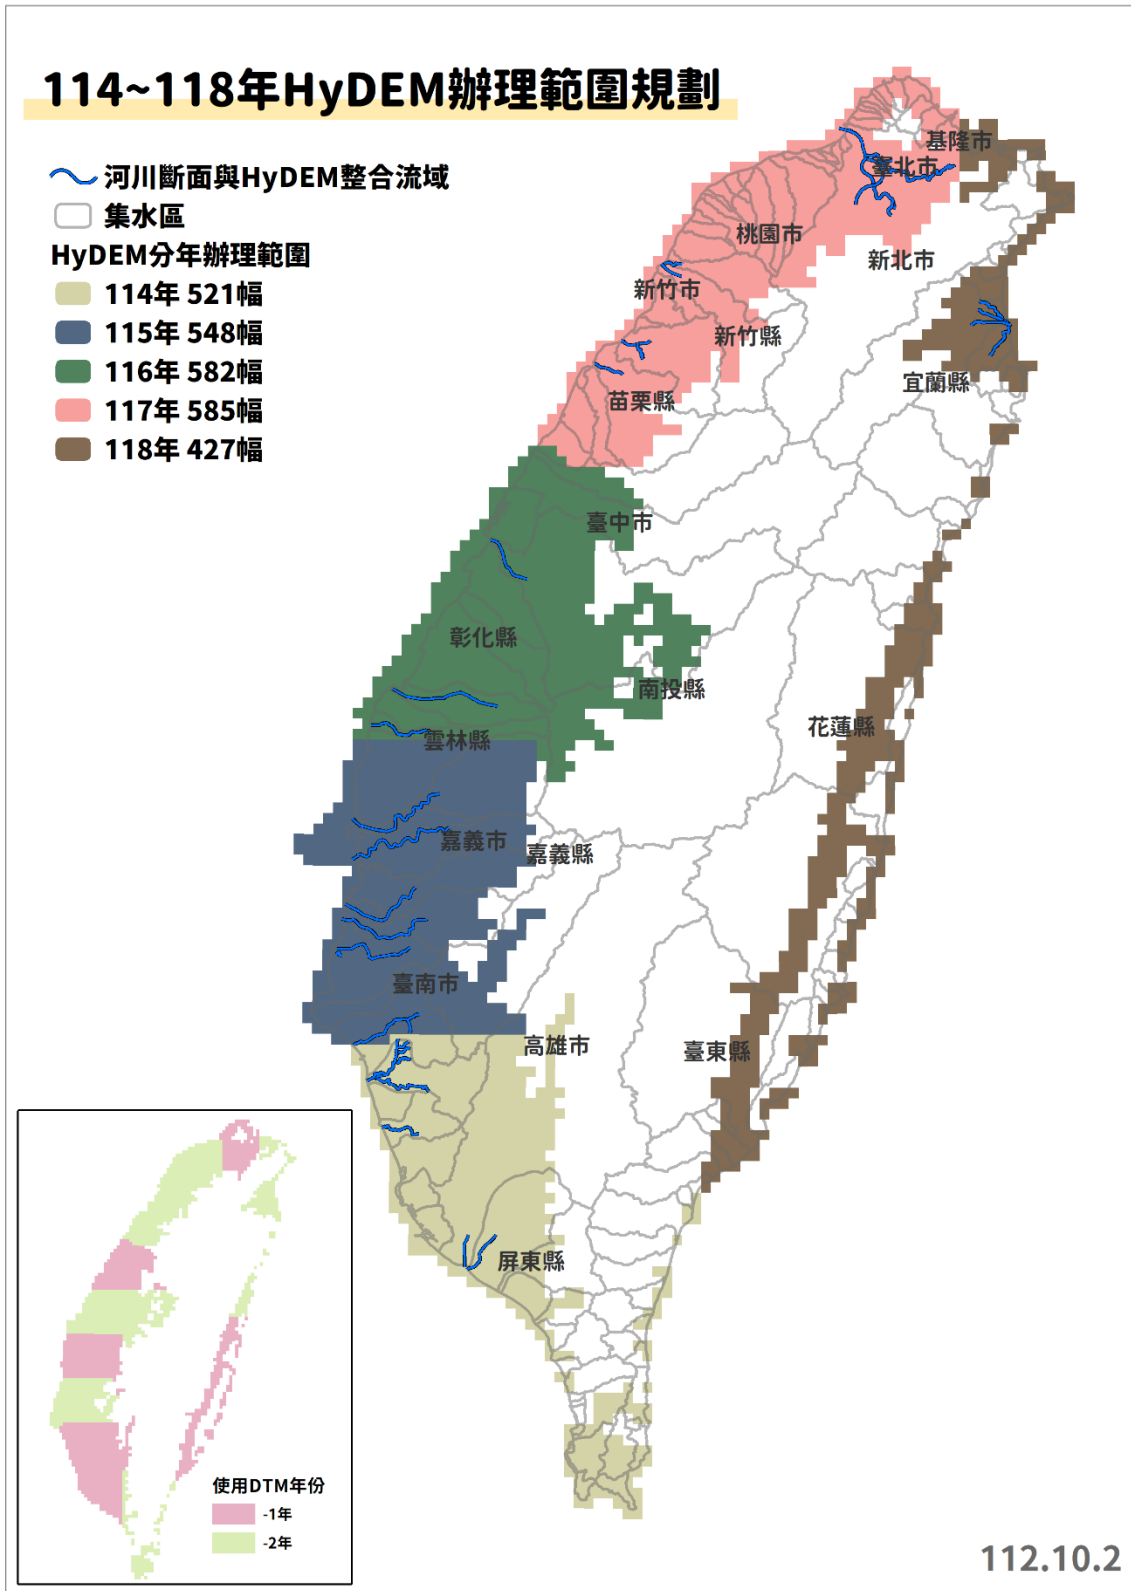 114~118年HyDEM辦理範圍規劃
河川斷面與HyDEM整合流域
集水區
HyDEM分年辦理範圍
114年 521幅
115年 548幅
116年 582幅
117年 585幅
118年 427幅
基隆市
臺北市
桃園市
新北市
新竹市
新竹縣
宜蘭縣
苗栗縣
臺中市
彰化縣
南投縣
花蓮縣
雲林縣
嘉義市
嘉義縣
臺南市
高雄市
臺東縣
屏東縣
使用DTM年份
-1年
-2年
112.10.2